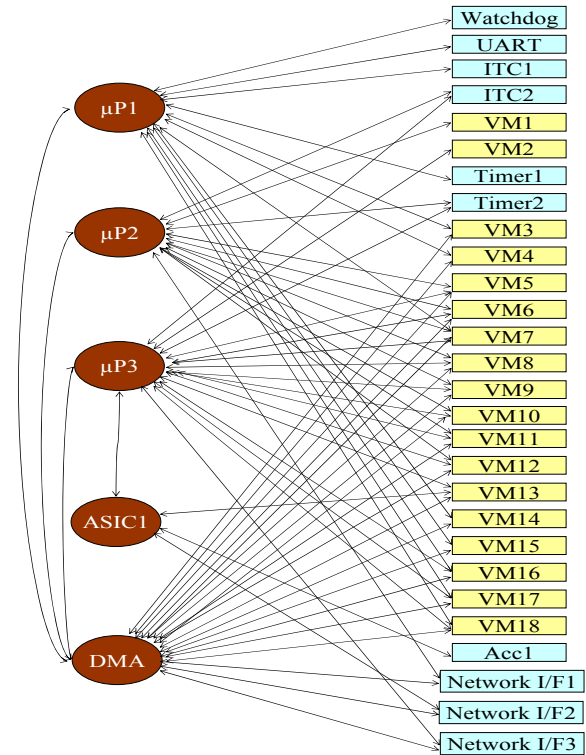 Watchdog
UART
ITC1
ITC2
VM1
VM2
Timer1
Timer2
VM3
VM4
VM5
VM6
VM7
VM8
VM9
VM10
VM11
VM12
VM13
VM14
VM15
VM16
VM17
VM18
Acc1
Network I/F1
Network I/F2
Network I/F3
µP1
µP2
µP3
ASIC1
DMA